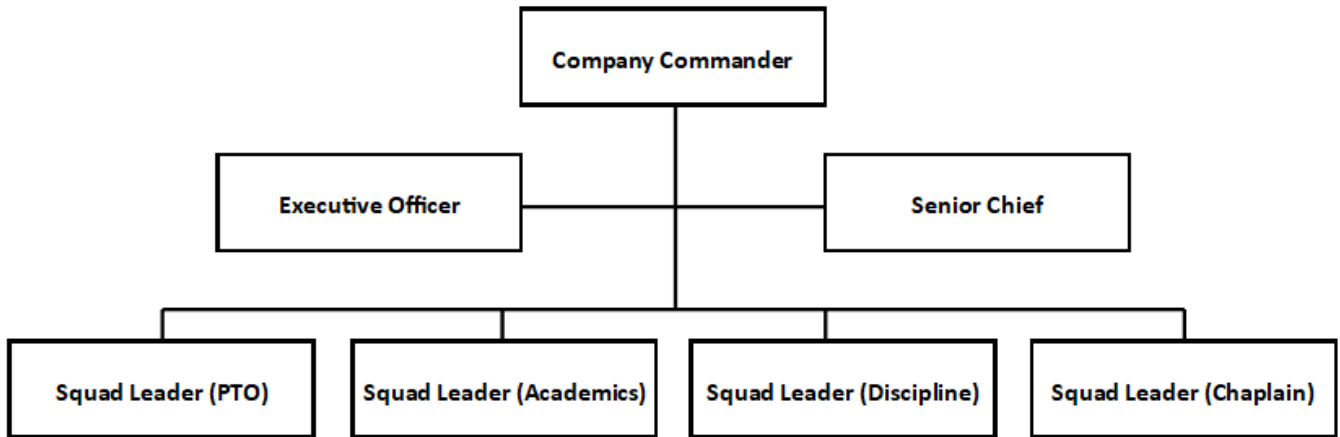 Company Commander
Executive Officer
Senior Chief
Squad Leader (PTO)
Squad Leader (Academics)
Squad Leader (Discipline)
Squad Leader (Chaplain)